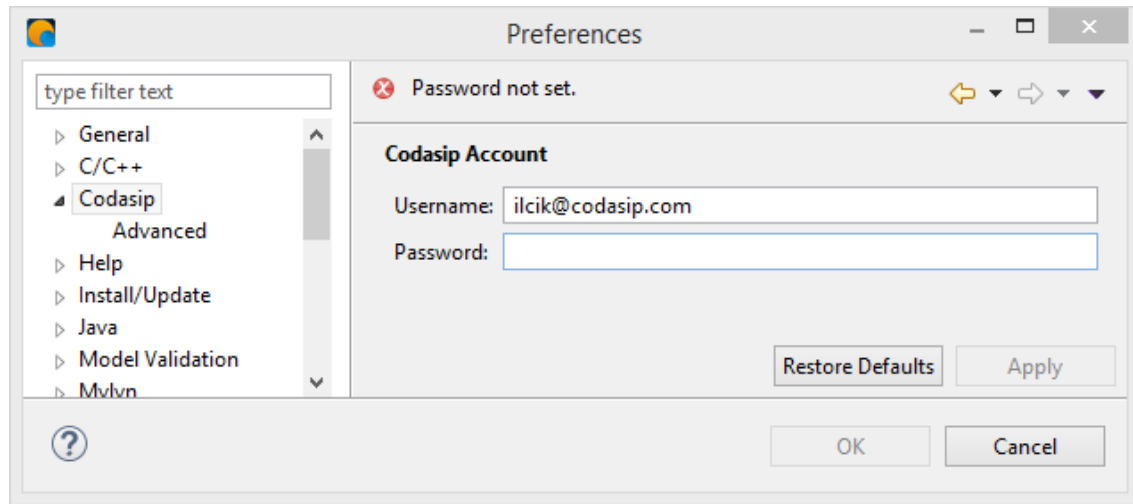 Preferences
type filter text
General
C/C++
Codasip
Advanced
Help
Install/Update
Java
Model Validation
Mylyn
Password not set.
Codasip Account
Username: ilcik@codasip.com
Password:
Restore Defaults Apply
? OK Cancel